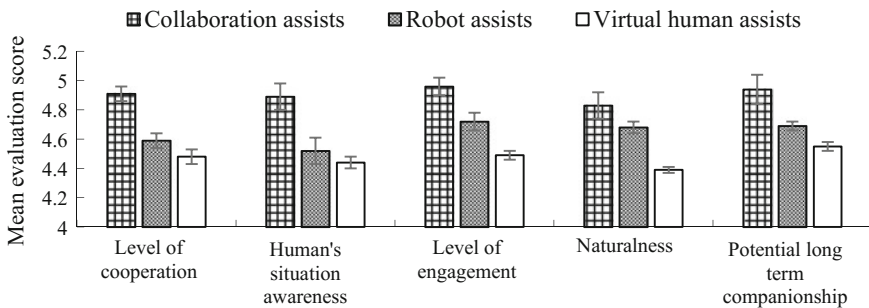 Collaboration assists Robot assists Virtual human assists
Mean evaluation score
5.2
5
4.8
4.6
4.4
4.2
4
Level of
cooperation
Human's
situation
awareness
Level of
engagement
Naturalness
Potential long
term
companionship